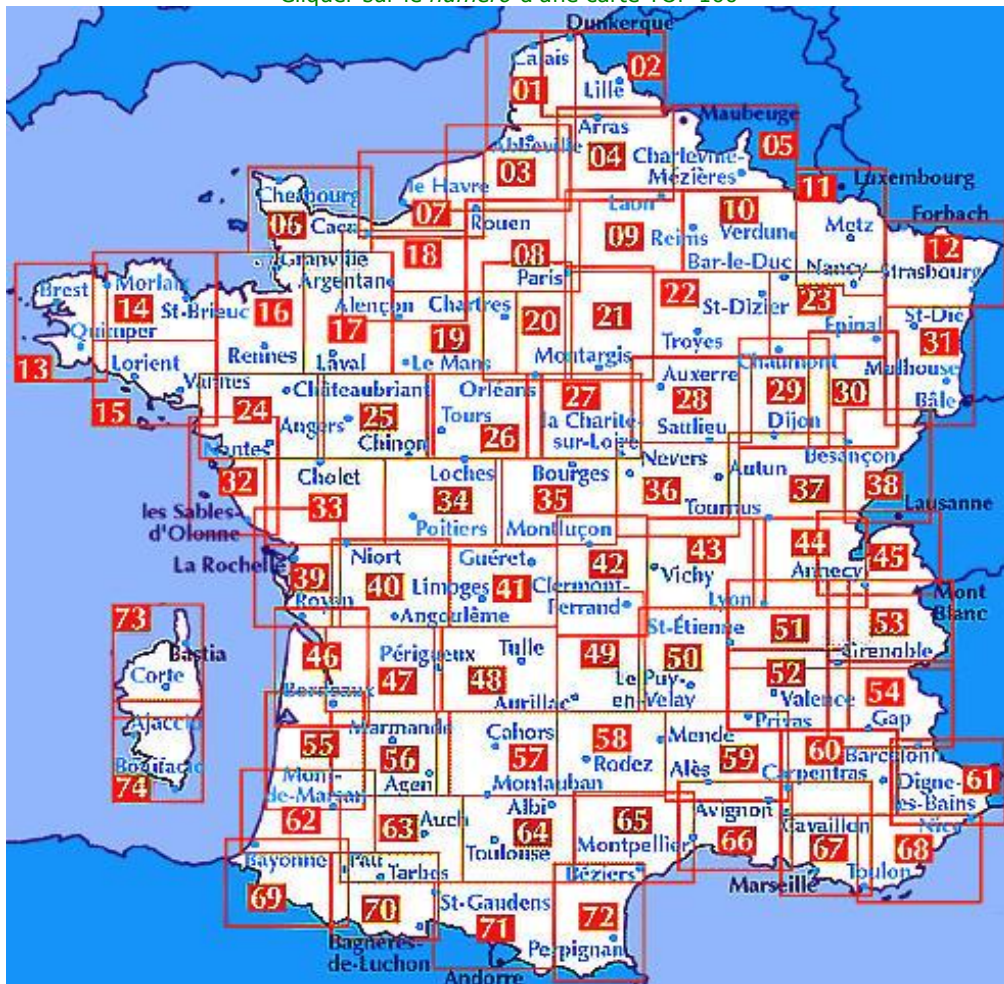 Dunkerque
Calais
02
01
Lille
Maubeuge
Arras
05
Abbeville
04
03
Charleville-
Mézières
le Havre
11
Luxembourg
Cherbourg
07
Rouen
Laon
10
Forbach
06
Caen
09
Reims
Verdun
Metz
12
18
08
Granville
Paris
Bar-le-Duc
Nancy
Strasbourg
Brest
Morlaix
Argentan
14
St-Brieuc
16
Alençon
Chartres
22
St-Dizier
23
St-Dié
Quimper
17
19
20
21
Epinal
31
13
Lorient
Rennes
Laval
Le Mans
Montargis
Troyes
Chaumont
Mulhouse
Vannes
Châteaubriant
Orléans
27
Auxerre
29
30
Bâle
15
24
25
Tours
la Charité-
sur-Loire
28
Angers
26
Saulieu
Dijon
Nantes
Chinon
Besançon
32
Cholet
Loches
Bourges
Nevers
Autun
38
33
34
35
36
37
Lausanne
les Sables-
d'Olonne
Poitiers
Montluçon
Tournus
La Rochelle
Niort
Guéret
42
43
44
45
39
40
Limoges
41
Clermont-
Ferrand
Vichy
Annecy
Mont
Blanc
Royan
Angoulême
Lyon
73
St-Étienne
51
53
Bastia
46
Périgueux
Tulle
49
50
Grenoble
Corte
47
48
Le Puy-
en-Velay
52
Valence
54
Bordeaux
Aurillac
Privas
Gap
Ajaccio
55
Marmande
Cahors
58
Mende
59
60
Barcelonn
56
57
Rodez
Bonifacio
Mont-
de-Marsan
Agen
Montauban
Alès
Carpentras
Digne-
les-Bains
61
74
62
63
Auch
Albi
65
Avignon
Cavaillon
Nice
64
Toulouse
Montpellier
66
67
68
Bayonne
Pau
Tarbes
Béziers
Marseille
Toulon
69
70
St-Gaudens
71
72
Bagnères-
de-Luchon
Perpignan
Andorre